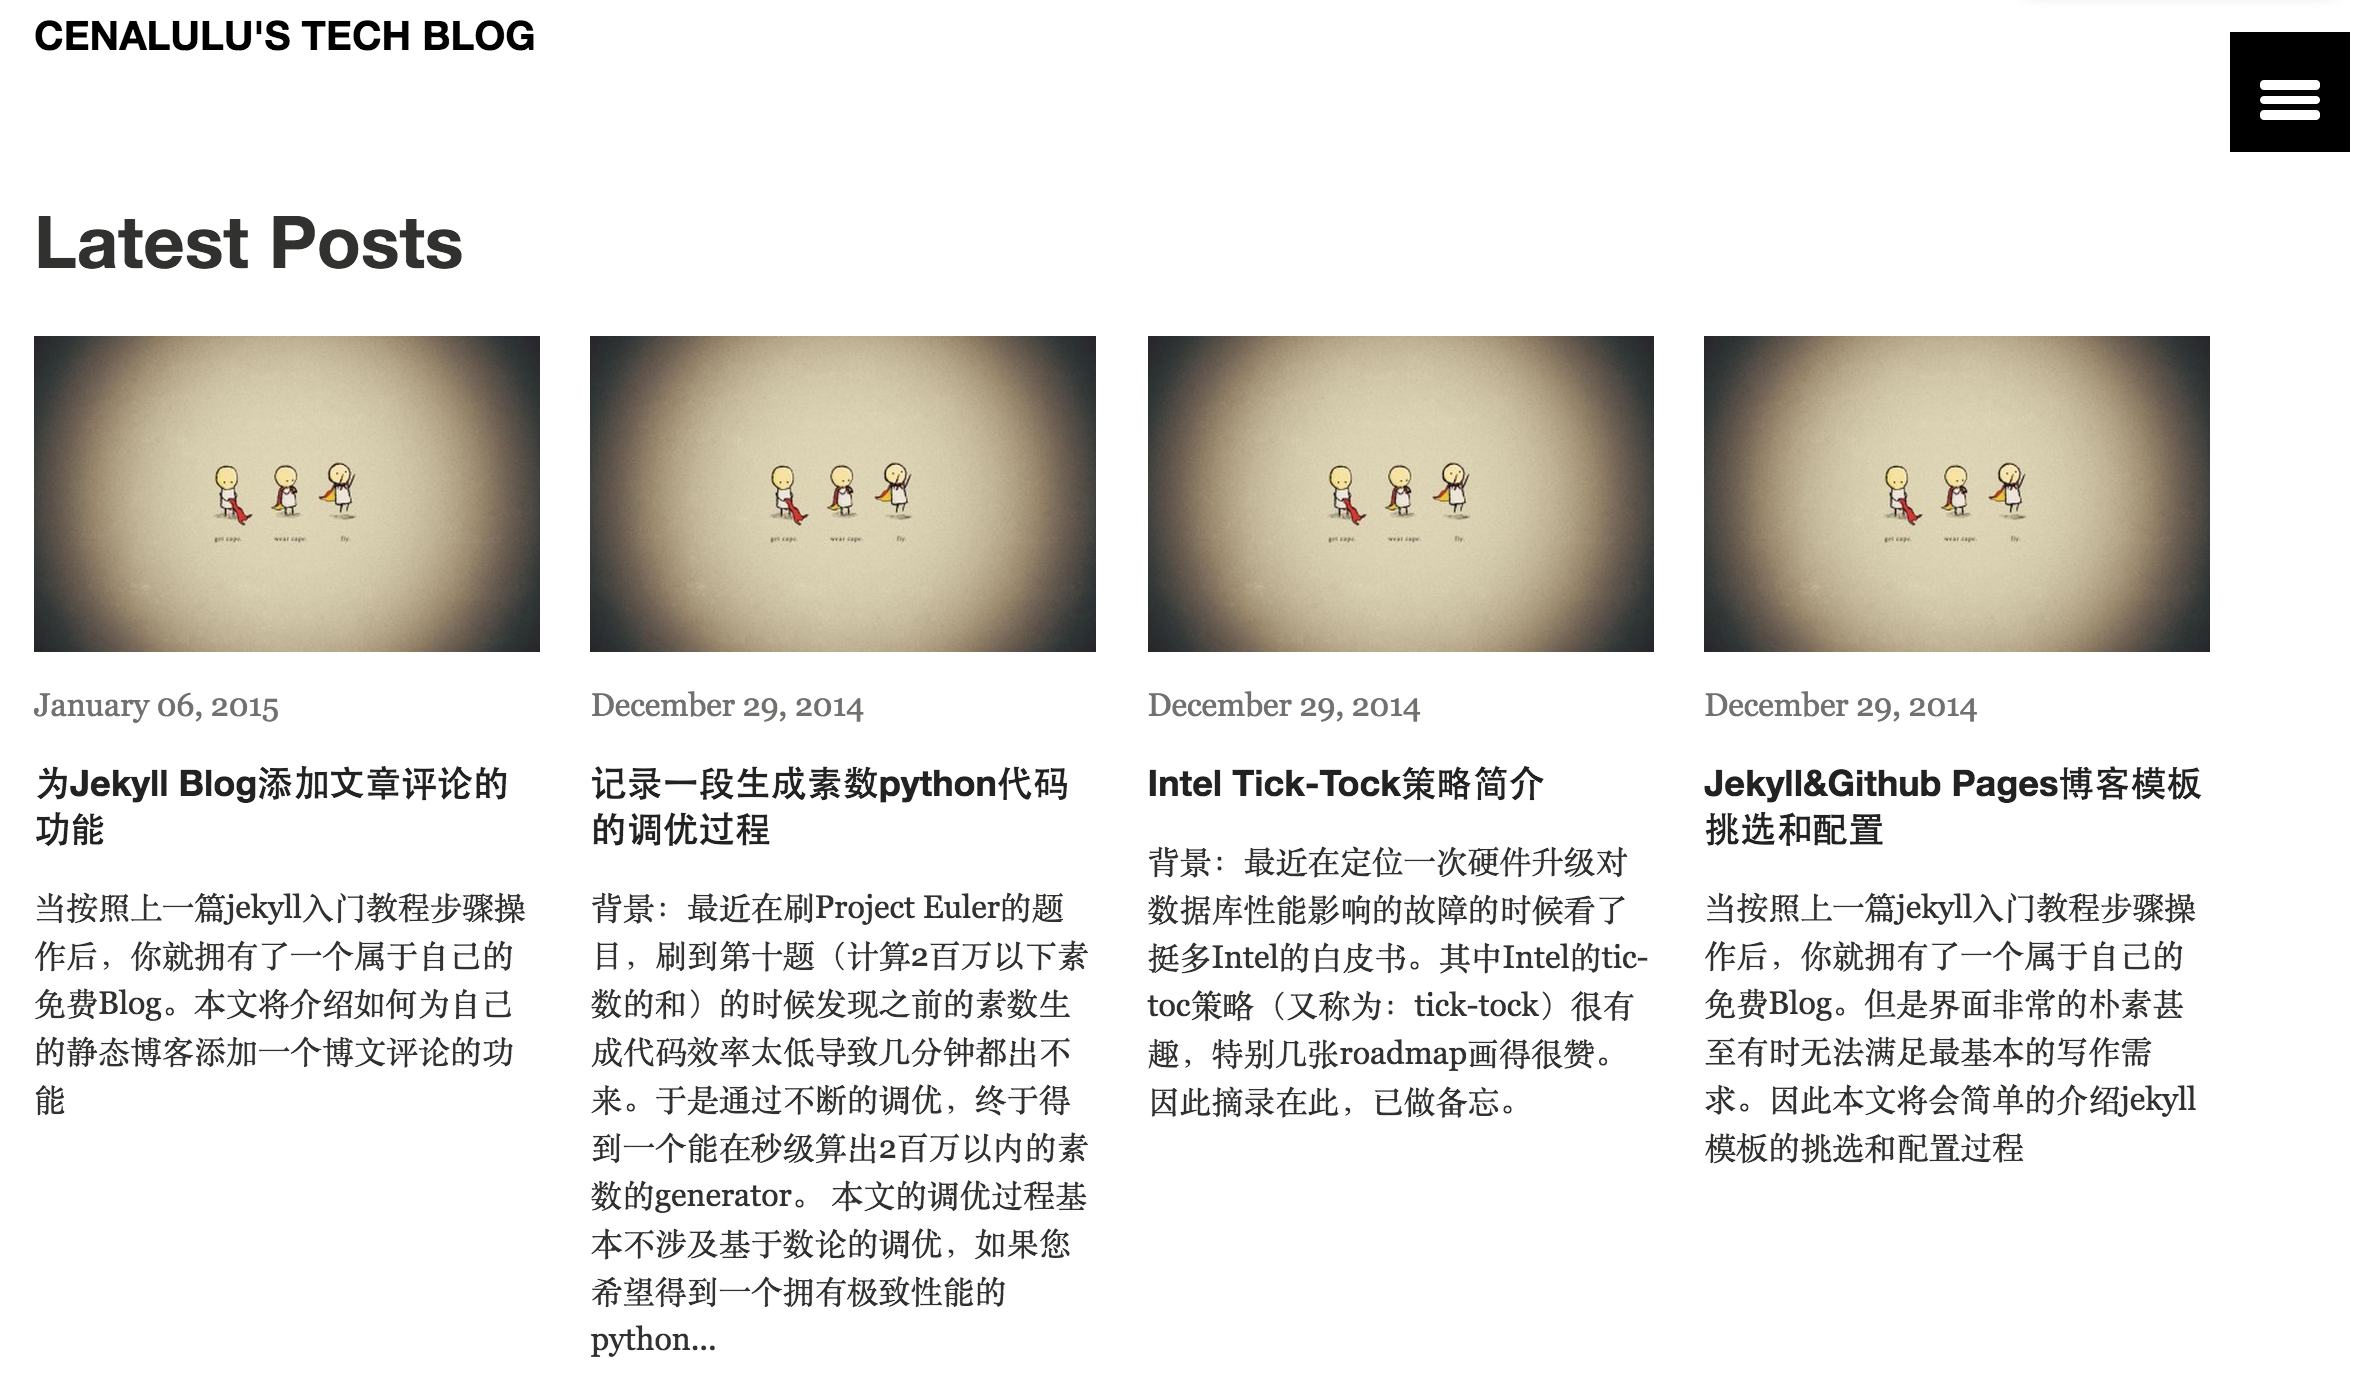 CENALULU'S TECH BLOG
Latest Posts
get cape.
wear cape.
fly.
January 06, 2015
为Jekyll Blog添加文章评论的
功能
当按照上一篇jekyll入门教程步骤操
作后，你就拥有了一个属于自己的
免费Blog。本文将介绍如何为自己
的静态博客添加一个博文评论的功
能
get cape.
wear cape.
fly.
December 29, 2014
记录一段生成素数python代码
的调优过程
背景：最近在刷Project Euler的题
目，刷到第十题（计算2百万以下素
数的和）的时候发现之前的素数生
成代码效率太低导致几分钟都出不
来。于是通过不断的调优，终于得
到一个能在秒级算出2百万以内的素
数的generator。 本文的调优过程基
本不涉及基于数论的调优，如果您
希望得到一个拥有极致性能的
python...
get cape.
wear cape.
fly.
December 29, 2014
Intel Tick-Tock策略简介
背景：最近在定位一次硬件升级对
数据库性能影响的故障的时候看了
挺多Intel的白皮书。其中Intel的tic-
toc策略（又称为：tick-tock）很有
趣，特别几张roadmap画得很赞。
因此摘录在此，已做备忘。
get cape.
wear cape.
fly.
December 29, 2014
Jekyll&Github Pages博客模板
挑选和配置
当按照上一篇jekyll入门教程步骤操
作后，你就拥有了一个属于自己的
免费Blog。但是界面非常的朴素甚
至有时无法满足最基本的写作需
求。因此本文将会简单的介绍jekyll
模板的挑选和配置过程